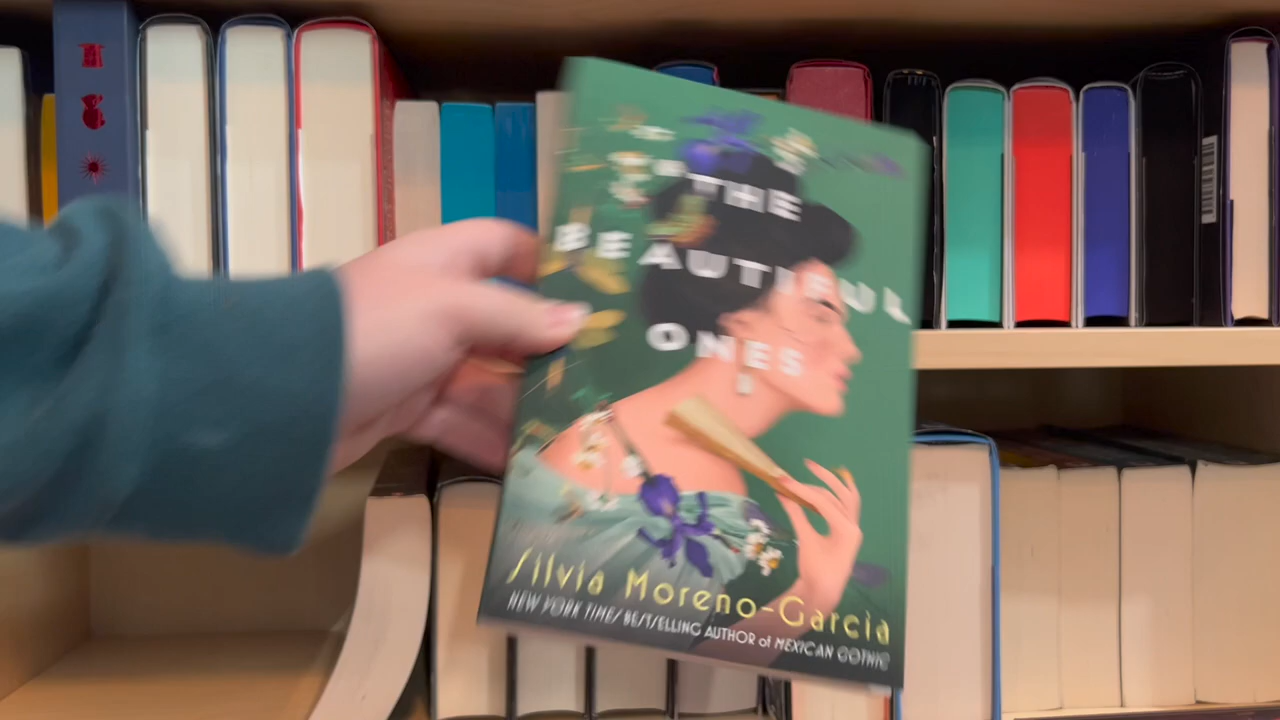 THE
BEAUTIFUL
ONES
Silvia Moreno-Garcia
NEW YORK TIMES BESTSELLING AUTHOR of MEXICAN GOTHIC